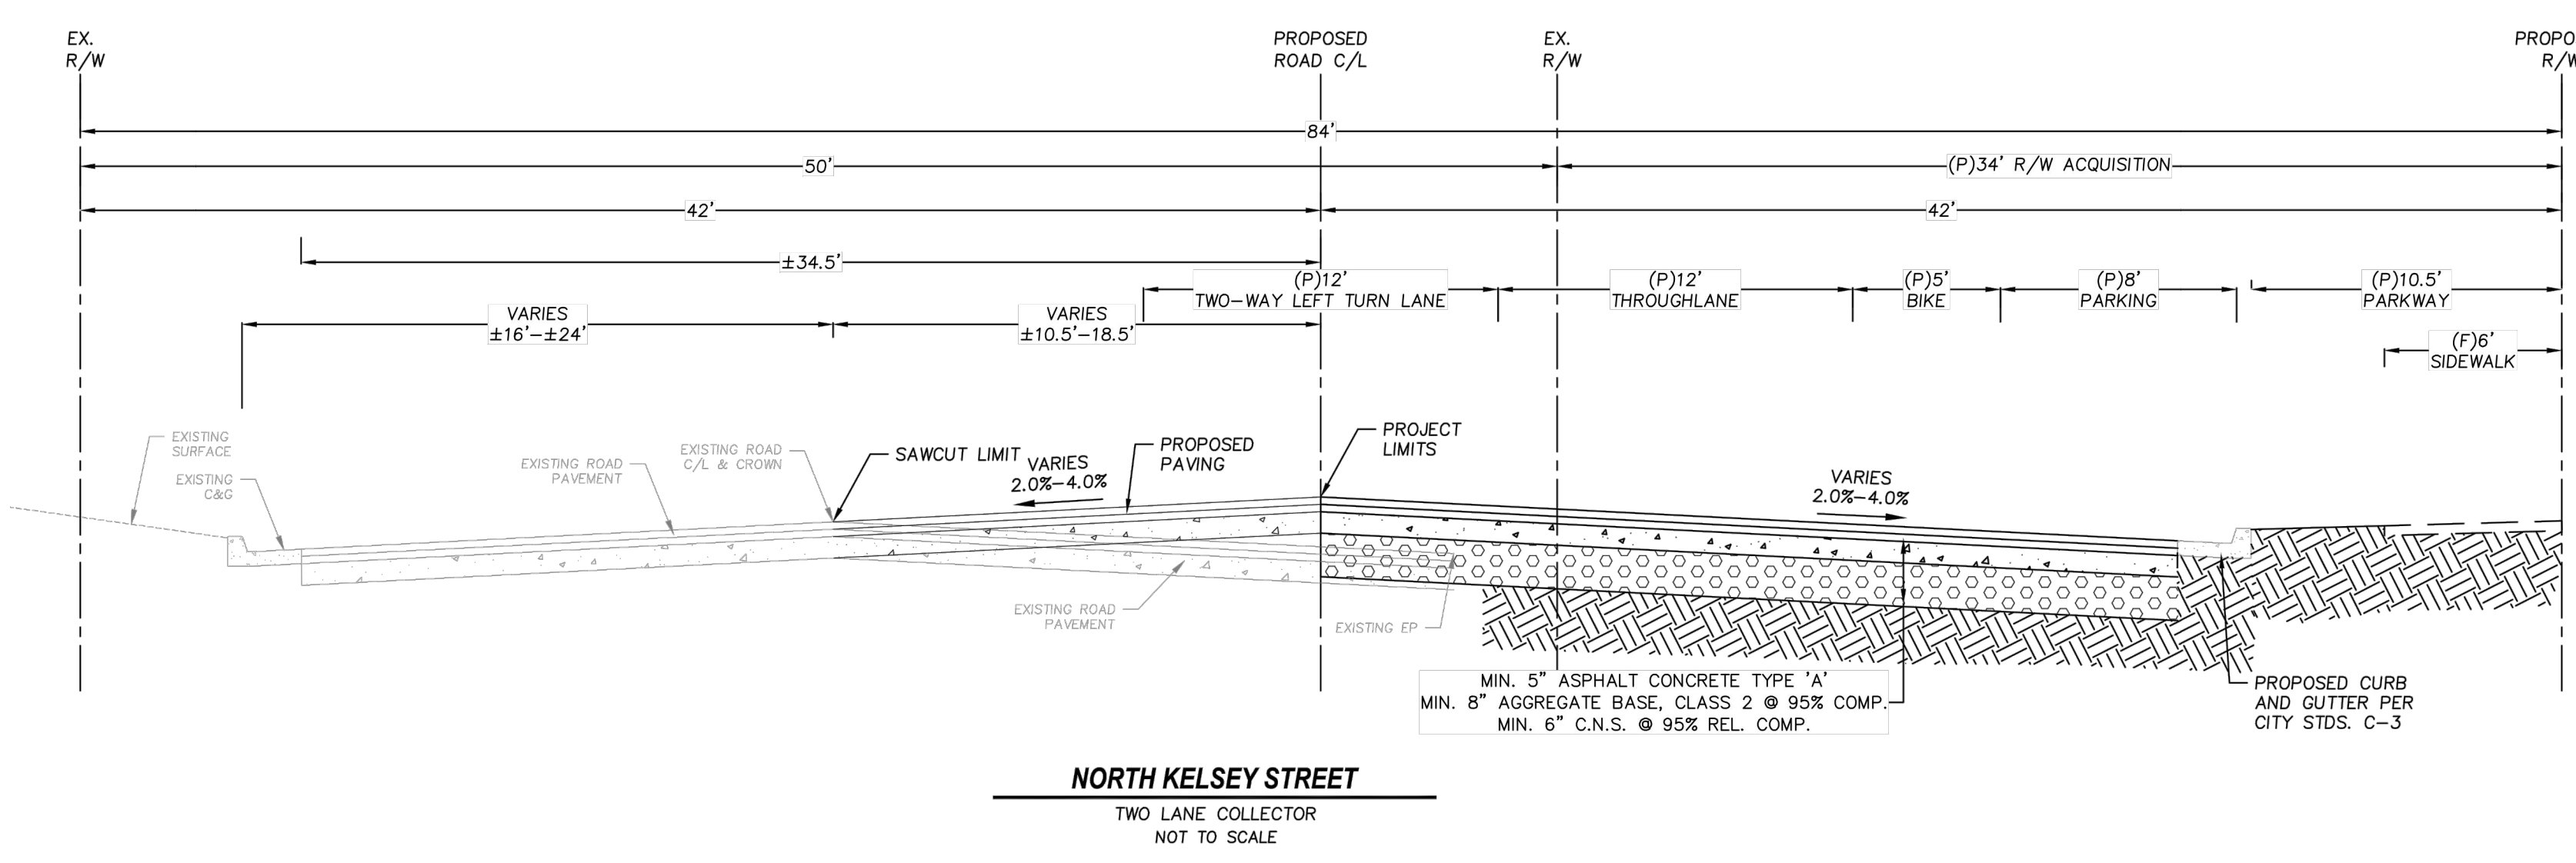 EX.
R/W
PROPOSED
ROAD C/L
EX.
R/W
PROPO
R/W
84'
50'
(P)34' R/W ACQUISITION
42'
42'
±34.5'
(P)12'
TWO-WAY LEFT TURN LANE
(P)12'
THROUGHLANE
(P)5'
BIKE
(P)8'
PARKING
(P)10.5'
PARKWAY
VARIES
±16'-±24'
VARIES
±10.5'-18.5'
(F)6'
SIDEWALK
EXISTING
SURFACE
EXISTING
C&G
EXISTING ROAD
PAVEMENT
EXISTING ROAD
C/L & CROWN
SAWCUT LIMIT
VARIES
2.0%-4.0%
PROPOSED
PAVING
PROJECT
LIMITS
VARIES
2.0%-4.0%
EXISTING ROAD
PAVEMENT
EXISTING EP
MIN. 5" ASPHALT CONCRETE TYPE 'A'
MIN. 8" AGGREGATE BASE, CLASS 2 @ 95% COMP.
MIN. 6" C.N.S. @ 95% REL. COMP.
PROPOSED CURB
AND GUTTER PER
CITY STDS. C-3
NORTH KELSEY STREET
TWO LANE COLLECTOR
NOT TO SCALE